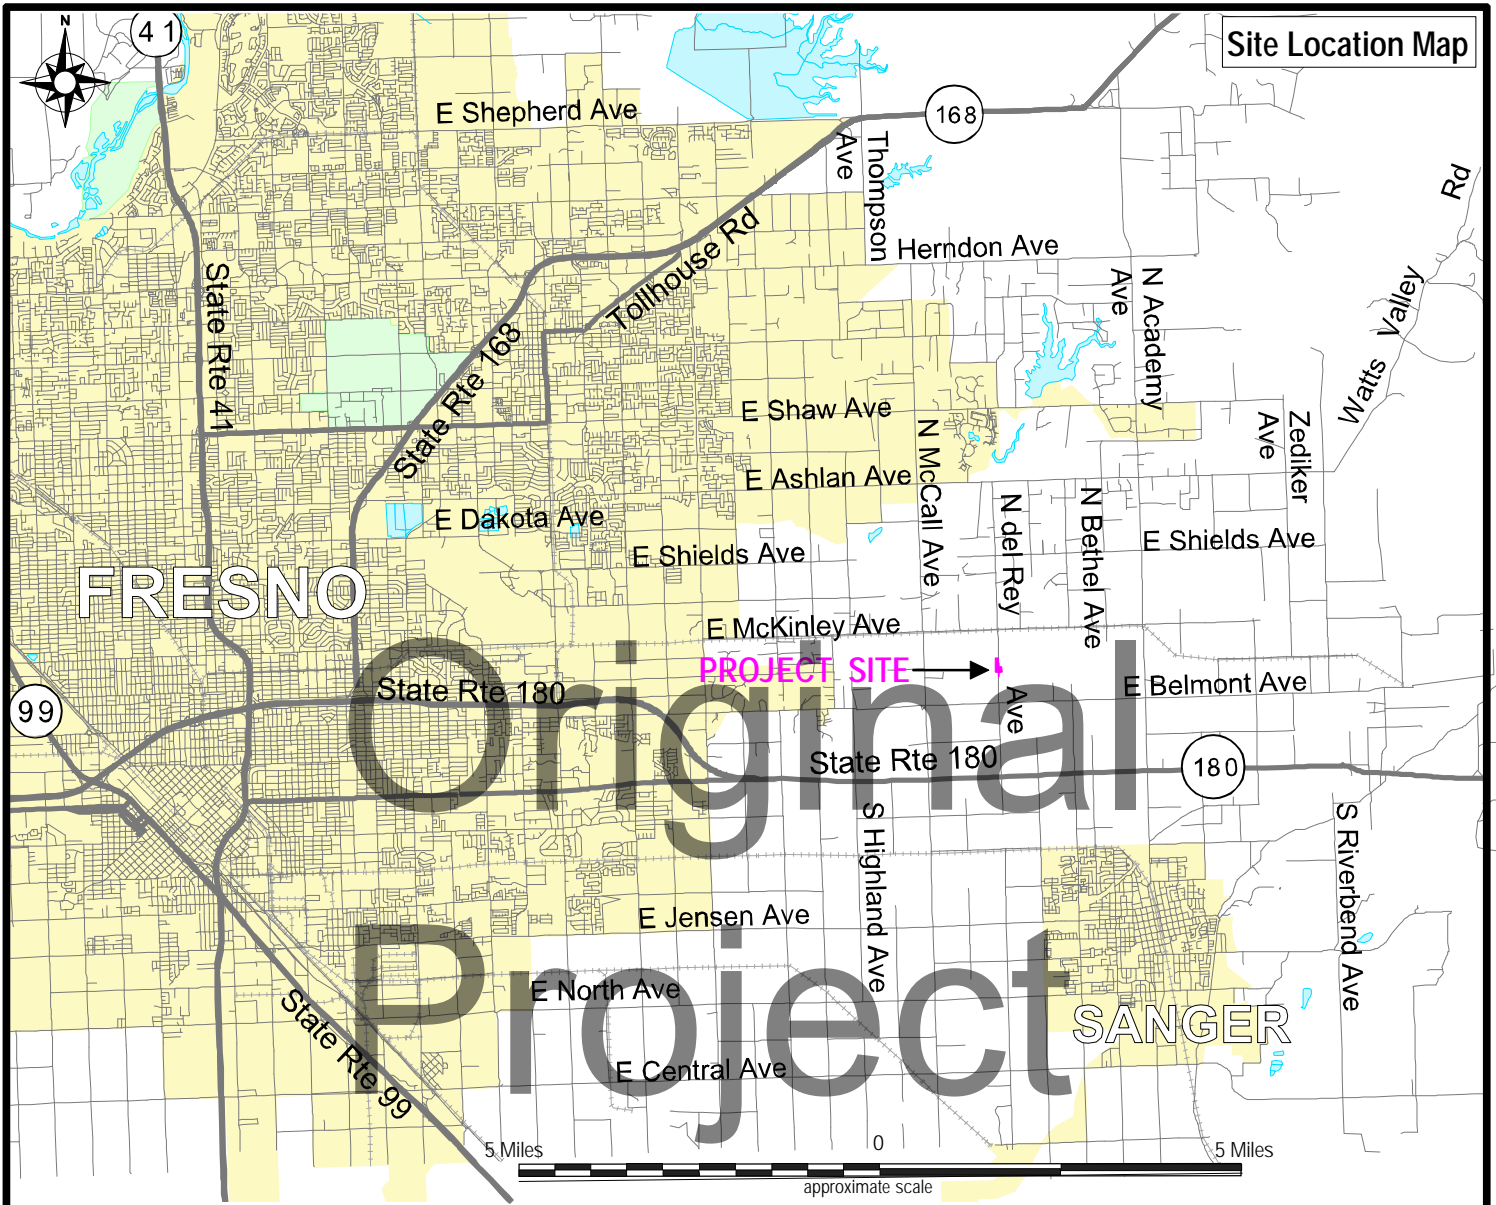 N
41
Site Location Map
E Shepherd Ave
168
Thompson
Ave
Rd
Herndon Ave
Tollhouse Rd
State Rte 41
N Academy
Ave
Valley
State Rte 168
Watts
E Shaw Ave
Zediker
Ave
N McCall Ave
E Ashlan Ave
N del Rey
N Bethel Ave
E Dakota Ave
E Shields Ave
E Shields Ave
FRESNO
E McKinley Ave
PROJECT SITE
Ave
E Belmont Ave
State Rte 180
99
Original
State Rte 180
180
S Highland Ave
S Riverbend Ave
E Jensen Ave
Project
E North Ave
State Rte 99
SANGER
E Central Ave
5 Miles
0
5 Miles
approximate scale